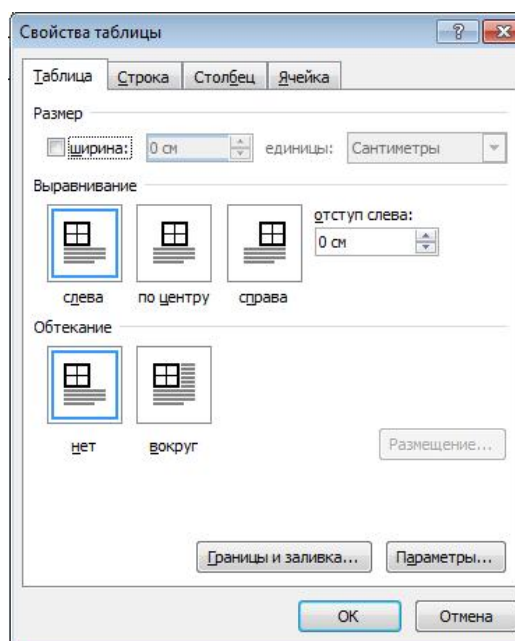 Свойства таблицы
Таблица Строка Столбец Ячейка
Размер
ширина: 0 см единицы: Сантиметры
Выравнивание
отступ слева:
0 см
слева по центру справа
Обтекание
нет вокруг
Размещение...
Границы и заливка... Параметры...
ОК Отмена